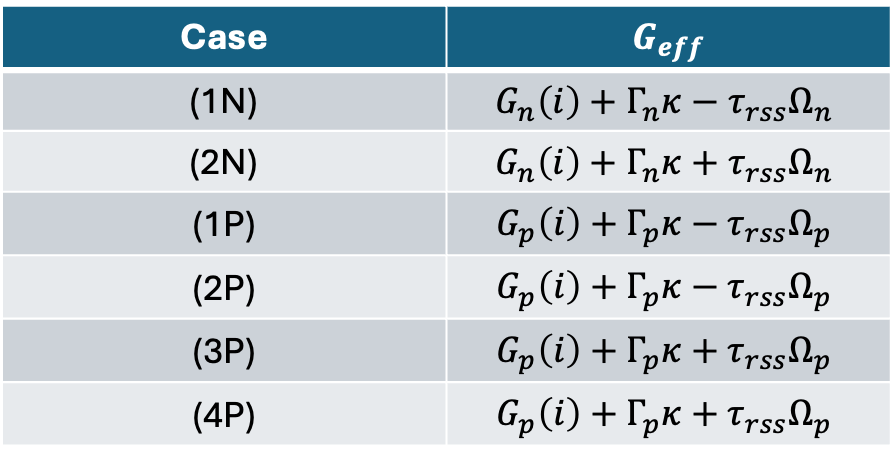 Case G_eff
(1N) G_n(i) + Γ_nκ − τ_rssΩ_n
(2N) G_n(i) + Γ_nκ + τ_rssΩ_n
(1P) G_p(i) + Γ_pκ − τ_rssΩ_p
(2P) G_p(i) + Γ_pκ − τ_rssΩ_p
(3P) G_p(i) + Γ_pκ + τ_rssΩ_p
(4P) G_p(i) + Γ_pκ + τ_rssΩ_p